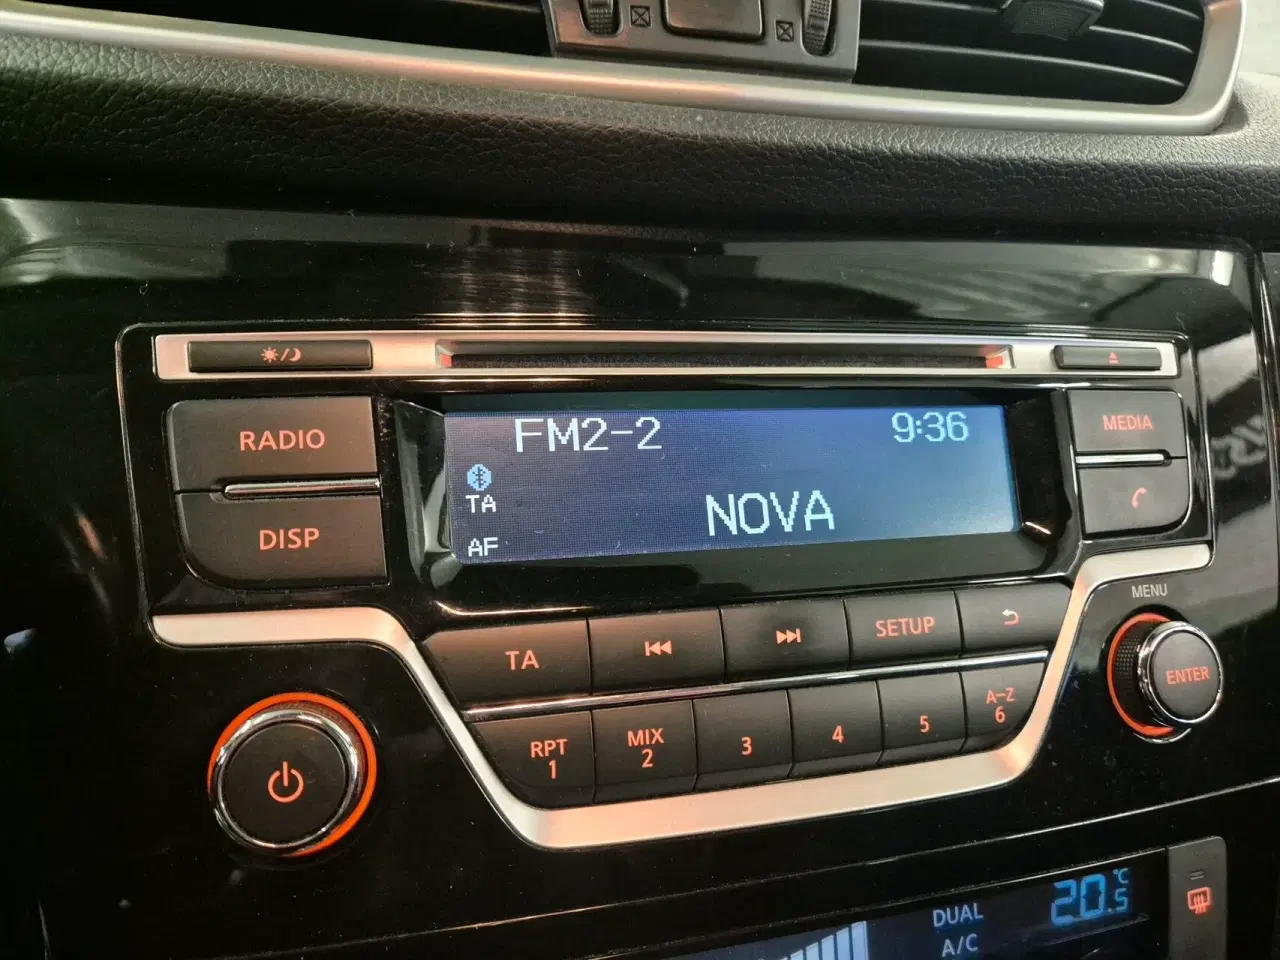 RADIO
DISP
FM2-2 9:36
TA
NOVA
AF
MEDIA
MENU
ENTER
TA SETUP
RPT MIX A-Z
1 2 3 4 5 6
DUAL 20.5 °C
A/C